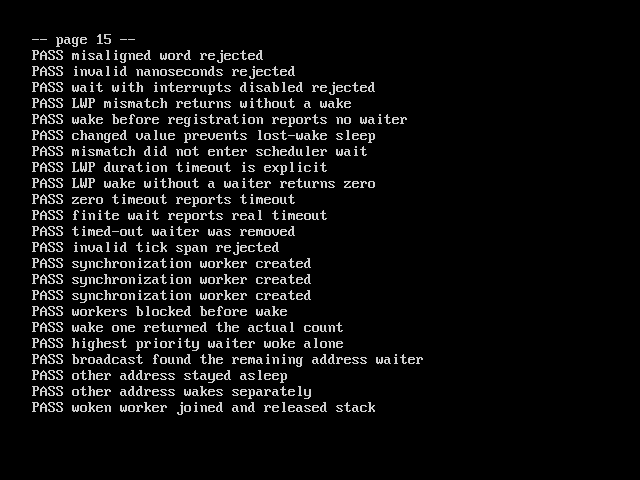 -- page 15 --
PASS misaligned word rejected
PASS invalid nanoseconds rejected
PASS wait with interrupts disabled rejected
PASS LWP mismatch returns without a wake
PASS wake before registration reports no waiter
PASS changed value prevents lost-wake sleep
PASS mismatch did not enter scheduler wait
PASS LWP duration timeout is explicit
PASS LWP wake without a waiter returns zero
PASS zero timeout reports timeout
PASS finite wait reports real timeout
PASS timed-out waiter was removed
PASS invalid tick span rejected
PASS synchronization worker created
PASS synchronization worker created
PASS synchronization worker created
PASS workers blocked before wake
PASS wake one returned the actual count
PASS highest priority waiter woke alone
PASS broadcast found the remaining address waiter
PASS other address stayed asleep
PASS other address wakes separately
PASS woken worker joined and released stack